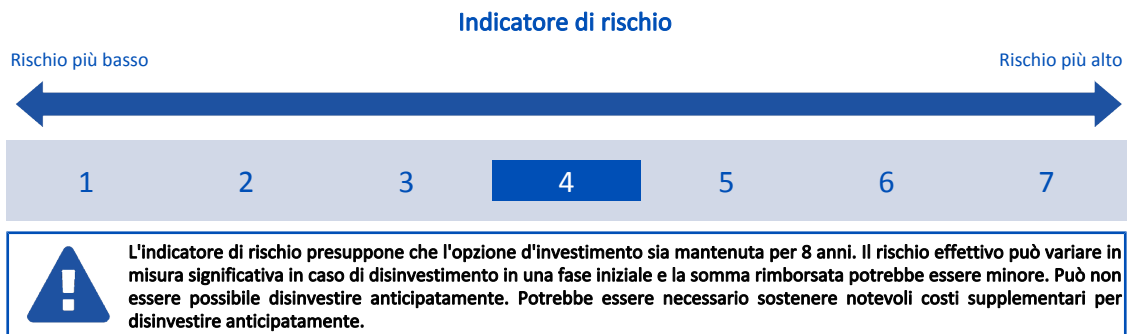 Indicatore di rischio
Rischio più basso Rischio più alto
1 2 3 4 5 6 7
L'indicatore di rischio presuppone che l'opzione d'investimento sia mantenuta per 8 anni. Il rischio effettivo può variare in
misura significativa in caso di disinvestimento in una fase iniziale e la somma rimborsata potrebbe essere minore. Può non
essere possibile disinvestire anticipatamente. Potrebbe essere necessario sostenere notevoli costi supplementari per
disinvestire anticipatamente.